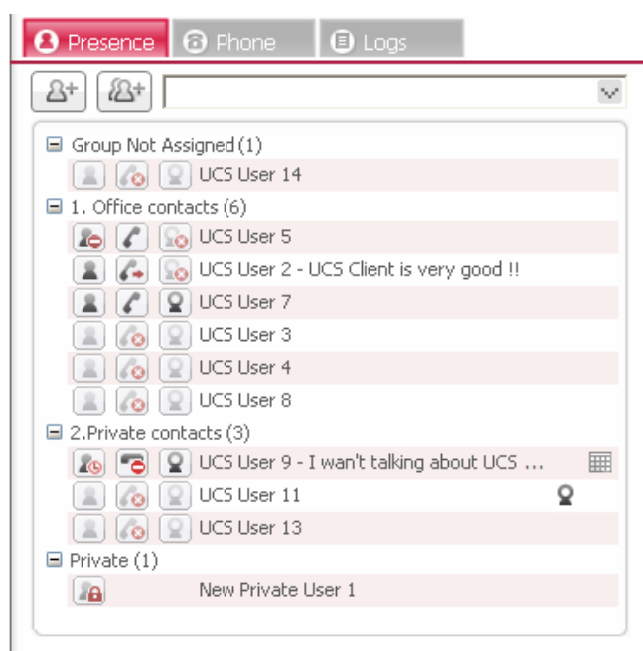 Presence Phone Logs
Group Not Assigned (1)
UCS User 14
1. Office contacts (6)
UCS User 5
UCS User 2 - UCS Client is very good !!
UCS User 7
UCS User 3
UCS User 4
UCS User 8
2.Private contacts (3)
UCS User 9 - I wan't talking about UCS ...
UCS User 11
UCS User 13
Private (1)
New Private User 1